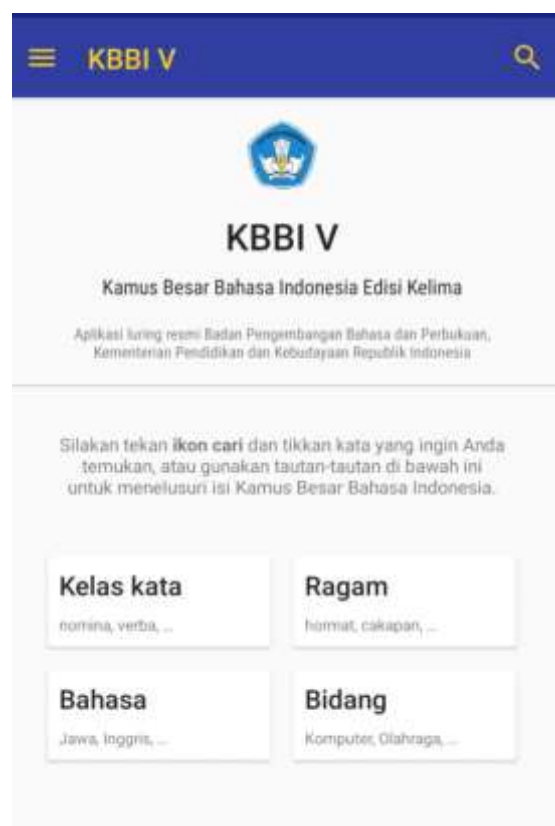 KBBI V
KBBI V
Kamus Besar Bahasa Indonesia Edisi Kelima
Aplikasi luring resmi Badan Pengembangan Bahasa dan Perbukuan,
Kementerian Pendidikan dan Kebudayaan Republik Indonesia
Silakan tekan ikon cari dan tikkan kata yang ingin Anda
temukan, atau gunakan tautan-tautan di bawah ini
untuk menelusuri isi Kamus Besar Bahasa Indonesia.
Kelas kata
nomina, verba, ...
Ragam
hormat, cakapan, ...
Bahasa
Jawa, Inggris, ...
Bidang
Komputer, Olahraga, ...